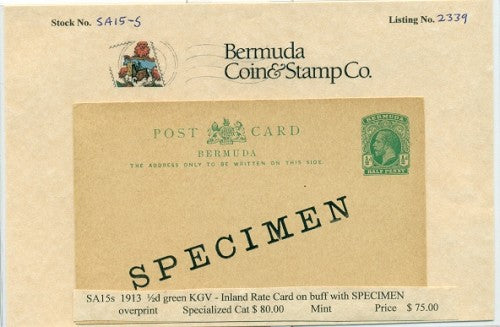 Stock No. SA15-S
Listing No. 2339
Bermuda
Coin & Stamp Co.
POST CARD
BERMUDA
THE ADDRESS ONLY TO BE WRITTEN ON THIS SIDE.
BERMUDA
½ d
HALF PENNY
SPECIMEN
SA15s 1913 ½d green KGV - Inland Rate Card on buff with SPECIMEN
overprint Specialized Cat $ 80.00 Mint Price $ 75.00